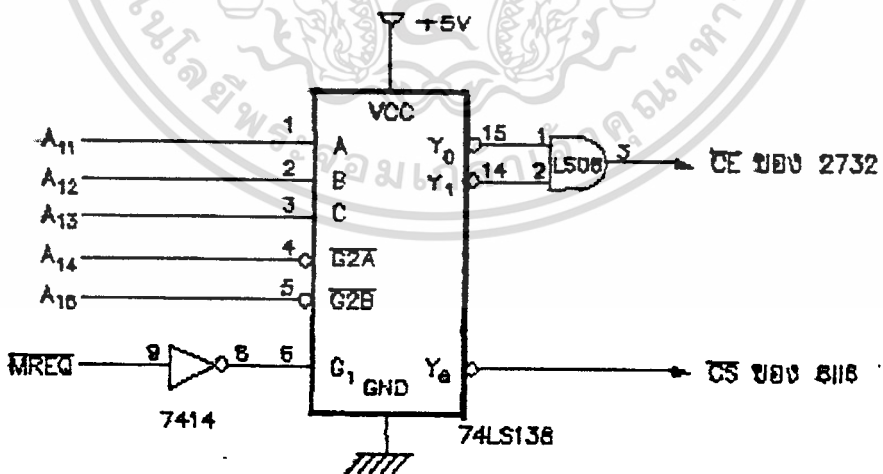 +5V
VCC
A₁₁ 1 A Y₀ 15 1
A₁₂ 2 B Y₁ 14 2 LS08 3 CE ของ 2732
A₁₃ 3 C
A₁₄ 4 G2A
A₁₅ 5 G2B
MREQ 9 8 6 G₁ GND Y₆ CS ของ 6116
7414
74LS138